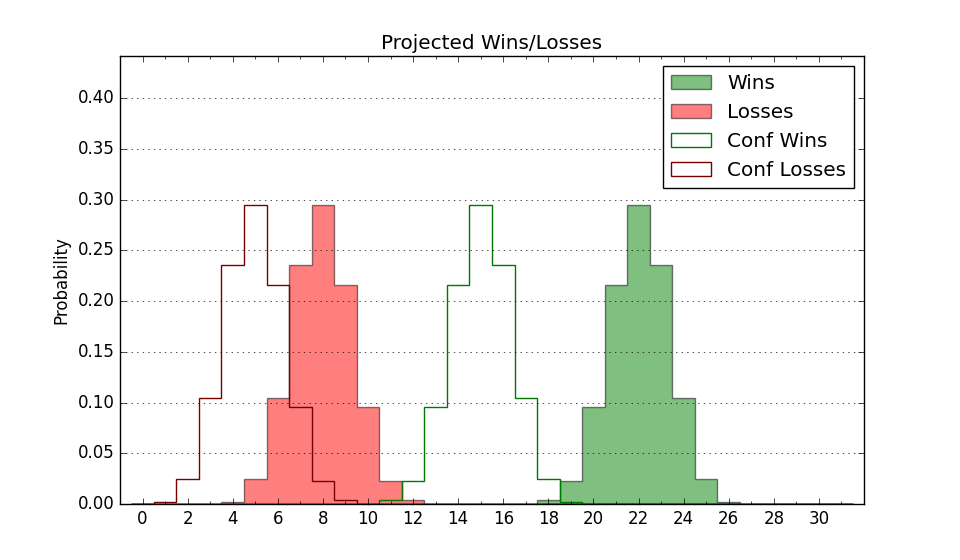 Projected Wins/Losses
Probability
0.40
0.35
0.30
0.25
0.20
0.15
0.10
0.05
0.00
0 2 4 6 8 10 12 14 16 18 20 22 24 26 28 30
Wins
Losses
Conf Wins
Conf Losses